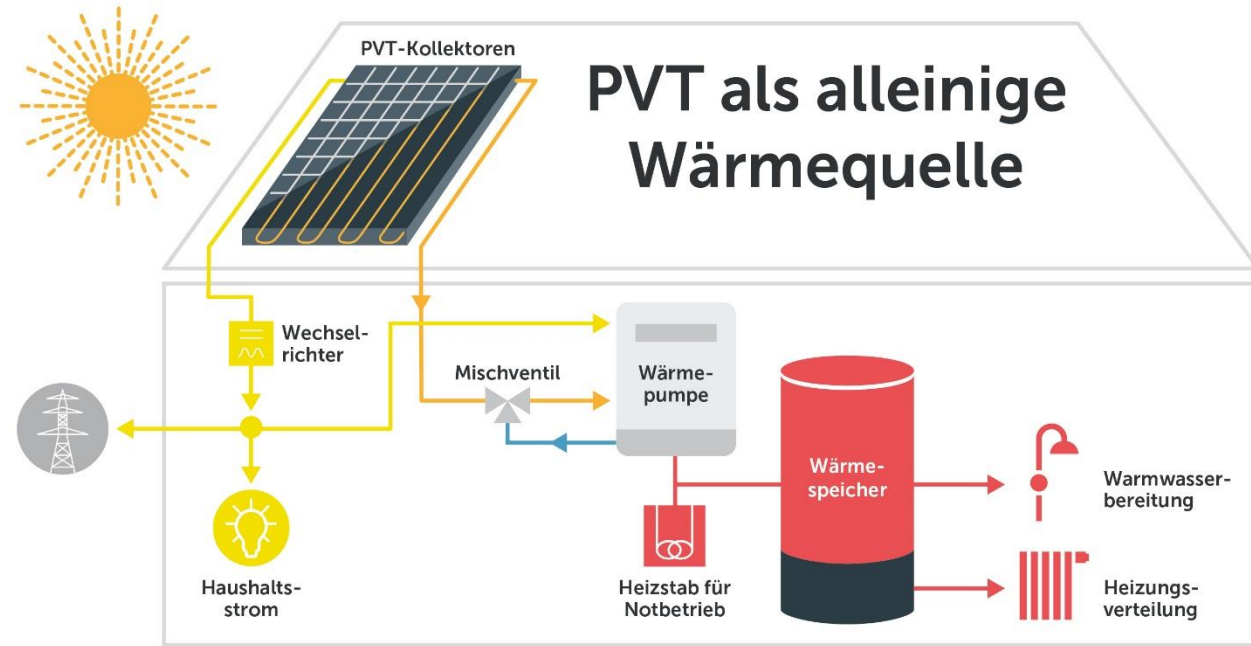 PVT-Kollektoren
PVT als alleinige
Wärmequelle
Wechsel-
richter
Mischventil
Wärme-
pumpe
Wärme-
speicher
Warmwasser-
bereitung
Haushalts-
strom
Heizstab für
Notbetrieb
Heizungs-
verteilung